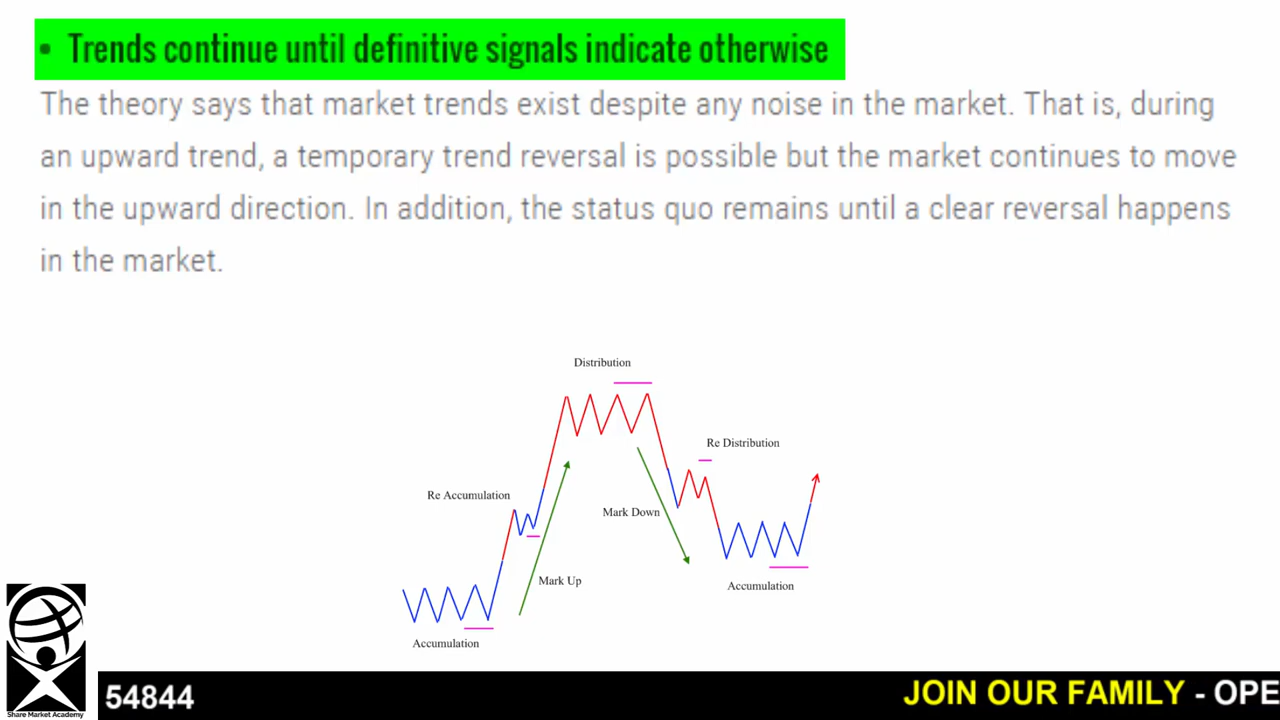 • Trends continue until definitive signals indicate otherwise
The theory says that market trends exist despite any noise in the market. That is, during
an upward trend, a temporary trend reversal is possible but the market continues to move
in the upward direction. In addition, the status quo remains until a clear reversal happens
in the market.
Distribution
Re Distribution
Re Accumulation
Mark Down
Mark Up
Accumulation
Accumulation
Share Market Academy
54844
JOIN OUR FAMILY - OPE